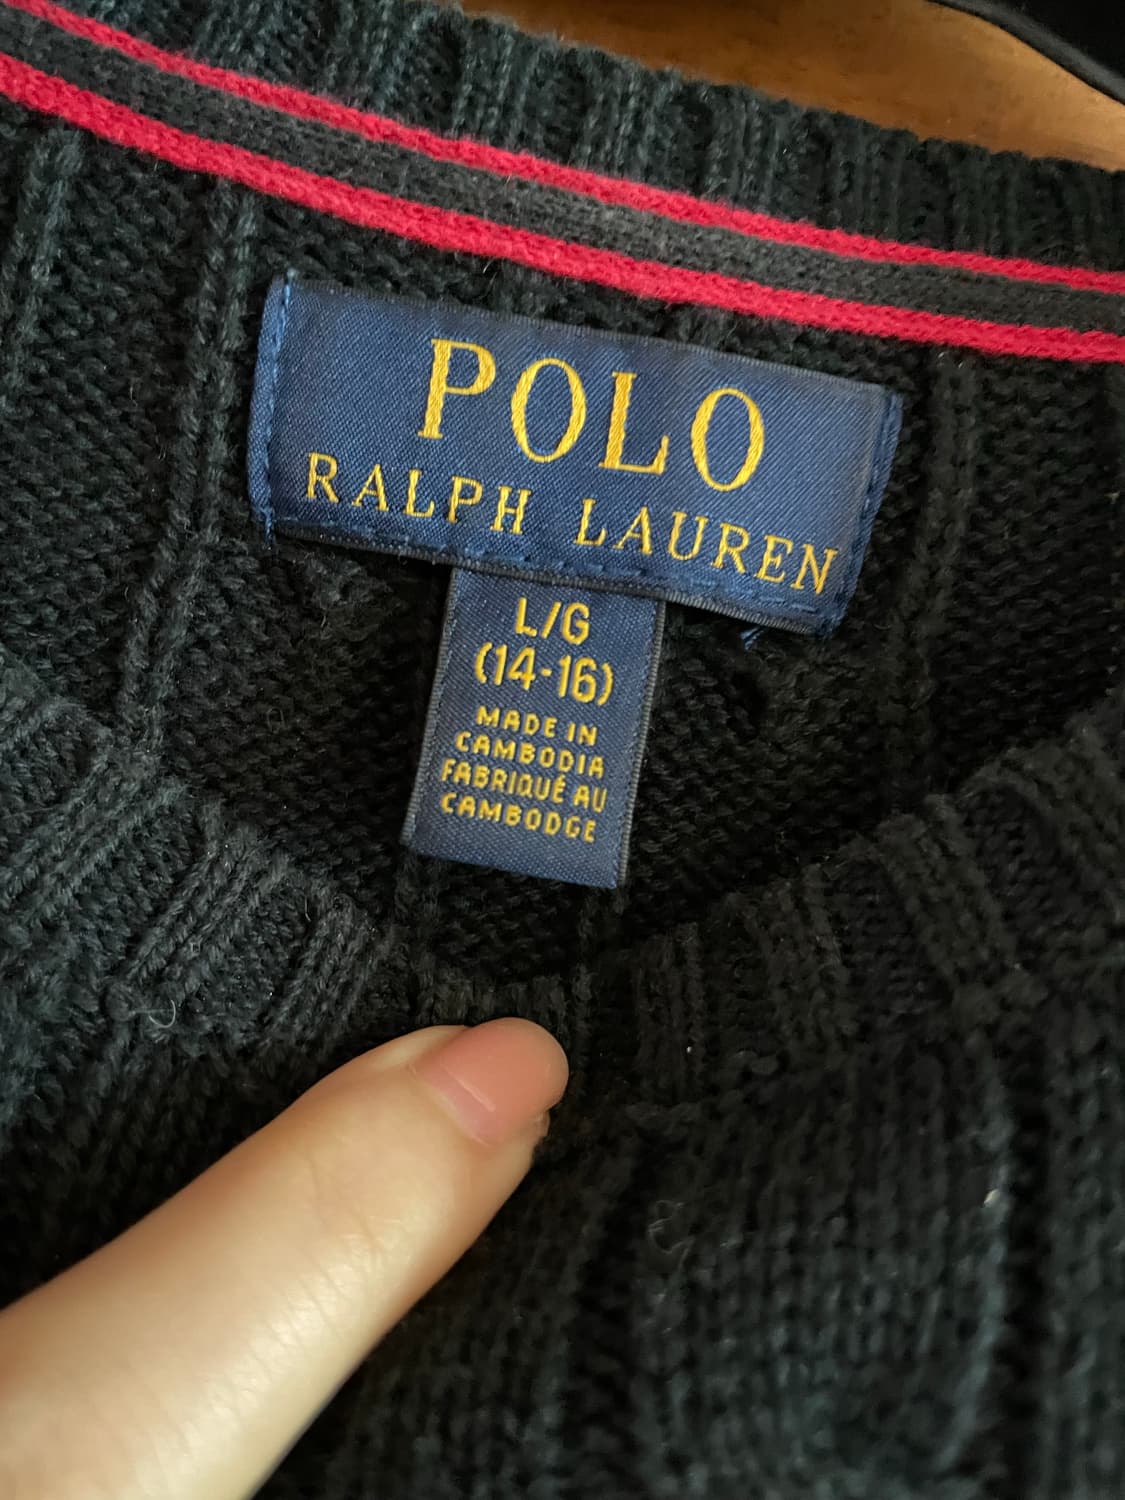 POLO
RALPH LAUREN
L/G
(14-16)
MADE IN
CAMBODIA
FABRIQUÉ AU
CAMBODGE